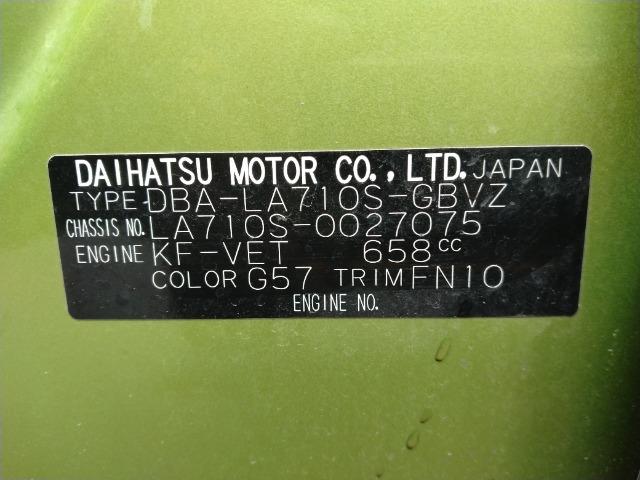 DAIHATSU MOTOR CO., LTD. JAPAN
TYPE DBA-LA710S-GBVZ
CHASSIS NO. LA710S-0027075
ENGINE KF-VET 658cc
COLOR G57 TRIM FN10
ENGINE NO.